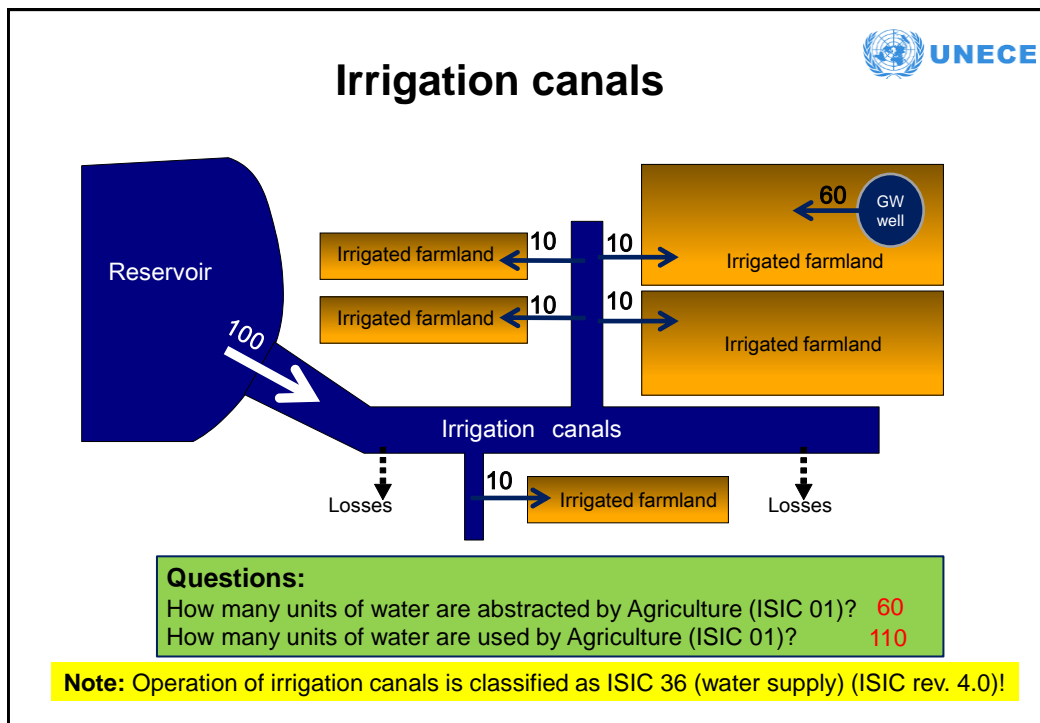 UNECE
Irrigation canals
Reservoir
100
Irrigated farmland
10
10
60
GW
well
Irrigated farmland
Irrigated farmland
10
10
Irrigated farmland
Irrigation canals
Losses
10
Irrigated farmland
Losses
Questions:
How many units of water are abstracted by Agriculture (ISIC 01)? 60
How many units of water are used by Agriculture (ISIC 01)? 110
Note: Operation of irrigation canals is classified as ISIC 36 (water supply) (ISIC rev. 4.0)!